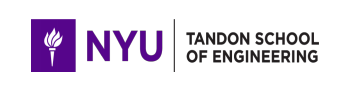 NYU
TANDON SCHOOL
OF ENGINEERING